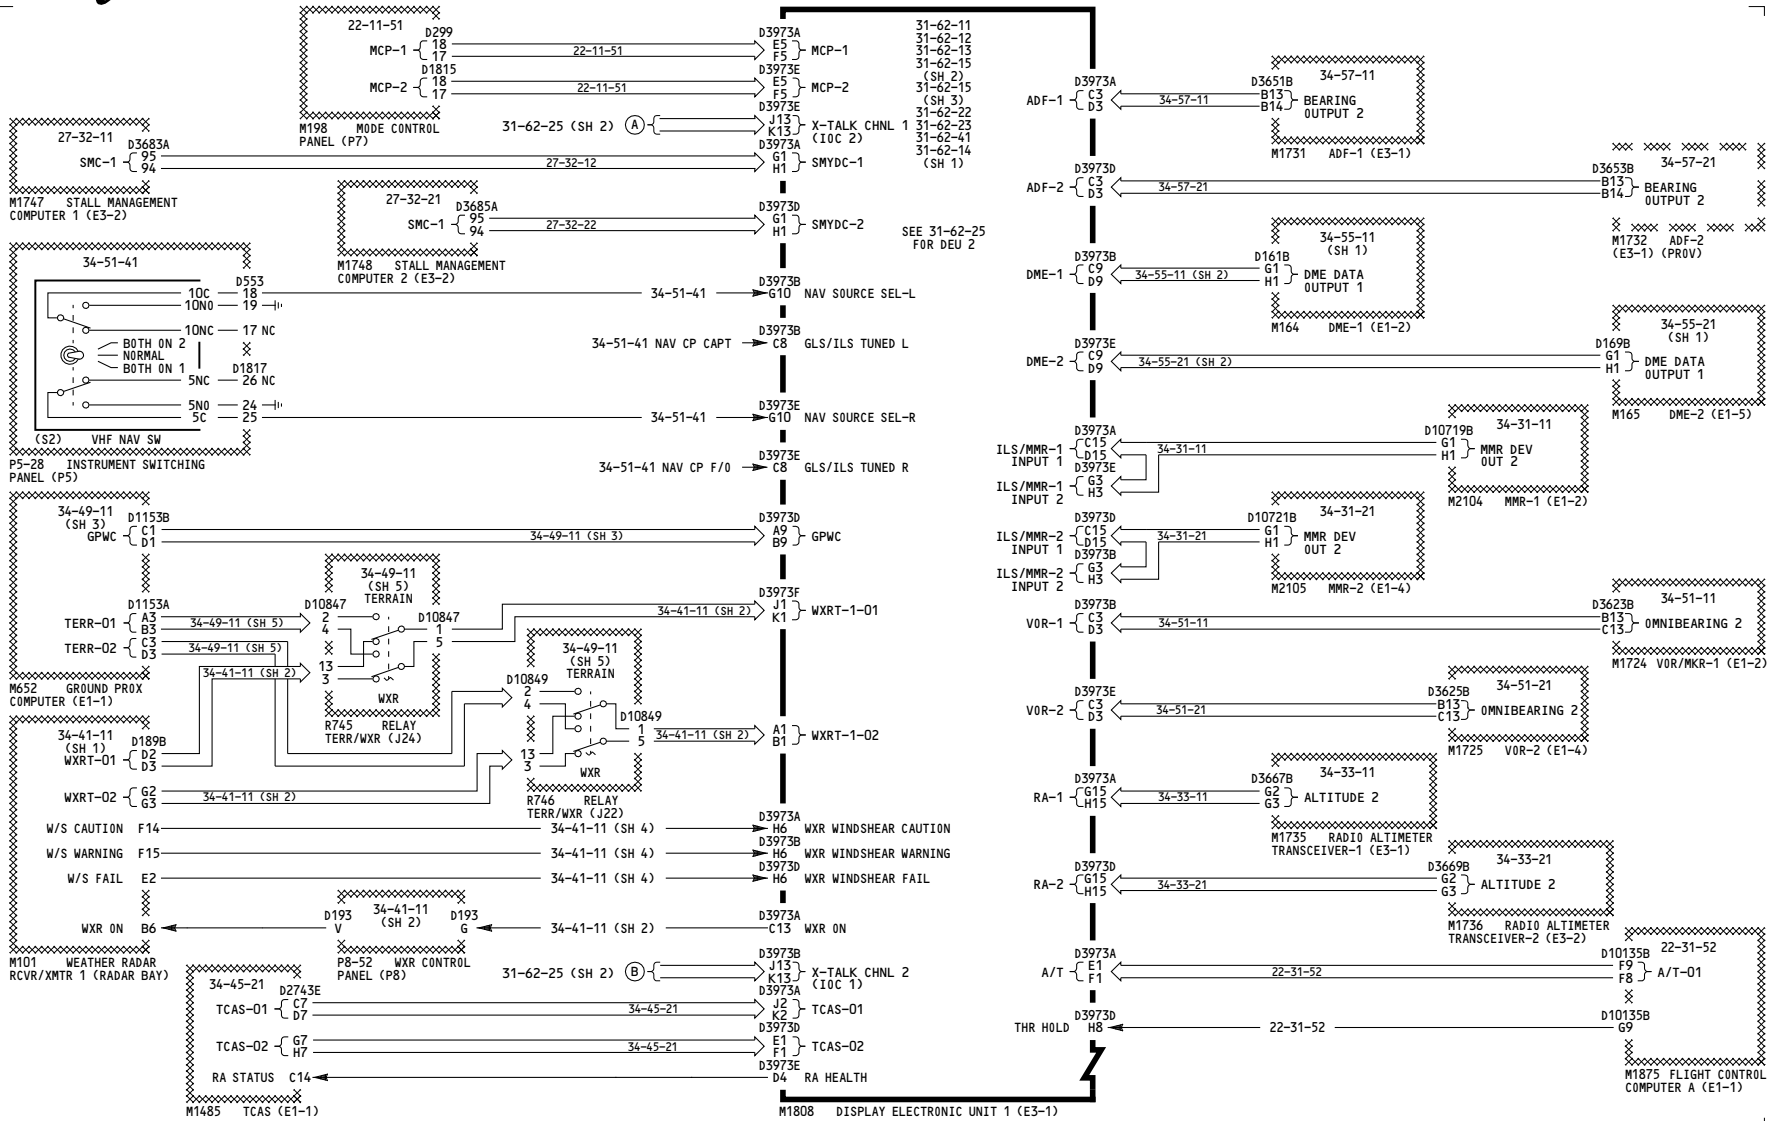 22-11-51
MCP-1 D299 18 17
22-11-51
D3973A E5 F5 MCP-1
MCP-2 D1815 18 17
22-11-51
D3973E E5 F5 MCP-2
M198 MODE CONTROL
PANEL (P7)
31-62-25 (SH 2) A
D3973E J13 K13 X-TALK CHNL 1
(IOC 2)
27-32-11
SMC-1 D3683A 95 94
27-32-12
D3973A G1 H1 SMYDC-1
M1747 STALL MANAGEMENT
COMPUTER 1 (E3-2)
27-32-21
SMC-1 D3685A 95 94
27-32-22
D3973D G1 H1 SMYDC-2
M1748 STALL MANAGEMENT
COMPUTER 2 (E3-2)
34-51-41
D553
10C 18
34-51-41
D3973B G10 NAV SOURCE SEL-L
10NO 19
10NC 17 NC
BOTH ON 2
NORMAL
BOTH ON 1
34-51-41 NAV CP CAPT
D3973B C8 GLS/ILS TUNED L
D1817
5NC 26 NC
5NO 24
5C 25
34-51-41
D3973E G10 NAV SOURCE SEL-R
(S2) VHF NAV SW
P5-28 INSTRUMENT SWITCHING
PANEL (P5)
34-51-41 NAV CP F/O
D3973E C8 GLS/ILS TUNED R
34-49-11
(SH 3)
GPWC D1153B C1 D1
34-49-11 (SH 3)
D3973D A9 B9 GPWC
TERR-01 D1153A A3 B3
34-49-11 (SH 5)
TERR-02 C3 D3
34-49-11 (SH 5)
34-41-11 (SH 2)
M652 GROUND PROX
COMPUTER (E1-1)
34-49-11
(SH 5)
TERRAIN
D10847 2 4 13 3
D10847 1 5
WXR
R745 RELAY
TERR/WXR (J24)
34-41-11 (SH 2)
D3973F J1 K1 WXRT-1-01
34-49-11
(SH 5)
TERRAIN
D10849 2 4 13 3
D10849 1 5
WXR
R746 RELAY
TERR/WXR (J22)
34-41-11 (SH 2)
A1 B1 WXRT-1-02
34-41-11
(SH 1)
WXRT-01 D189B D2 D3
WXRT-02 G2 G3
34-41-11 (SH 2)
W/S CAUTION F14
34-41-11 (SH 4)
D3973A H6 WXR WINDSHEAR CAUTION
W/S WARNING F15
34-41-11 (SH 4)
D3973B H6 WXR WINDSHEAR WARNING
W/S FAIL E2
34-41-11 (SH 4)
D3973D H6 WXR WINDSHEAR FAIL
WXR ON B6
D193 V
34-41-11
(SH 2)
D193 G
34-41-11 (SH 2)
D3973A C13 WXR ON
M101 WEATHER RADAR
RCVR/XMTR 1 (RADAR BAY)
P8-52 WXR CONTROL
PANEL (P8)
31-62-25 (SH 2) B
D3973B J13 K13 X-TALK CHNL 2
(IOC 1)
34-45-21
TCAS-01 D2743E C7 D7
34-45-21
D3973A J2 K2 TCAS-01
TCAS-02 G7 H7
34-45-21
D3973D E1 F1 TCAS-02
RA STATUS C14
D3973E D4 RA HEALTH
M1485 TCAS (E1-1)
M1808 DISPLAY ELECTRONIC UNIT 1 (E3-1)
31-62-11
31-62-12
31-62-13
31-62-15
(SH 2)
31-62-15
(SH 3)
31-62-22
31-62-23
31-62-41
31-62-14
(SH 1)
SEE 31-62-25
FOR DEU 2
ADF-1 D3973A C3 D3
34-57-11
D3651B B13 B14 BEARING
OUTPUT 2
34-57-11
M1731 ADF-1 (E3-1)
ADF-2 D3973D C3 D3
34-57-21
D3653B B13 B14 BEARING
OUTPUT 2
34-57-21
M1732 ADF-2
(E3-1) (PROV)
DME-1 D3973B C9 D9
34-55-11 (SH 2)
34-55-11
(SH 1)
D161B G1 H1 DME DATA
OUTPUT 1
M164 DME-1 (E1-2)
DME-2 D3973E C9 D9
34-55-21 (SH 2)
34-55-21
(SH 1)
D169B G1 H1 DME DATA
OUTPUT 1
M165 DME-2 (E1-5)
ILS/MMR-1
INPUT 1 D3973A C15 D15
34-31-11
ILS/MMR-1
INPUT 2 D3973E G3 H3
34-31-11
D10719B G1 H1 MMR DEV
OUT 2
M2104 MMR-1 (E1-2)
ILS/MMR-2
INPUT 1 D3973D C15 D15
34-31-21
ILS/MMR-2
INPUT 2 D3973B G3 H3
34-31-21
D10721B G1 H1 MMR DEV
OUT 2
M2105 MMR-2 (E1-4)
VOR-1 D3973B C3 D3
34-51-11
34-51-11
D3623B B13 C13 OMNIBEARING 2
M1724 VOR/MKR-1 (E1-2)
VOR-2 D3973E C3 D3
34-51-21
34-51-21
D3625B B13 C13 OMNIBEARING 2
M1725 VOR-2 (E1-4)
RA-1 D3973A G15 H15
34-33-11
34-33-11
D3667B G2 G3 ALTITUDE 2
M1735 RADIO ALTIMETER
TRANSCEIVER-1 (E3-1)
RA-2 D3973D G15 H15
34-33-21
34-33-21
D3669B G2 G3 ALTITUDE 2
M1736 RADIO ALTIMETER
TRANSCEIVER-2 (E3-2)
A/T D3973A E1 F1
22-31-52
22-31-52
D10135B F9 F8 A/T-01
THR HOLD D3973D H8
22-31-52
D10135B G9
M1875 FLIGHT CONTROL
COMPUTER A (E1-1)